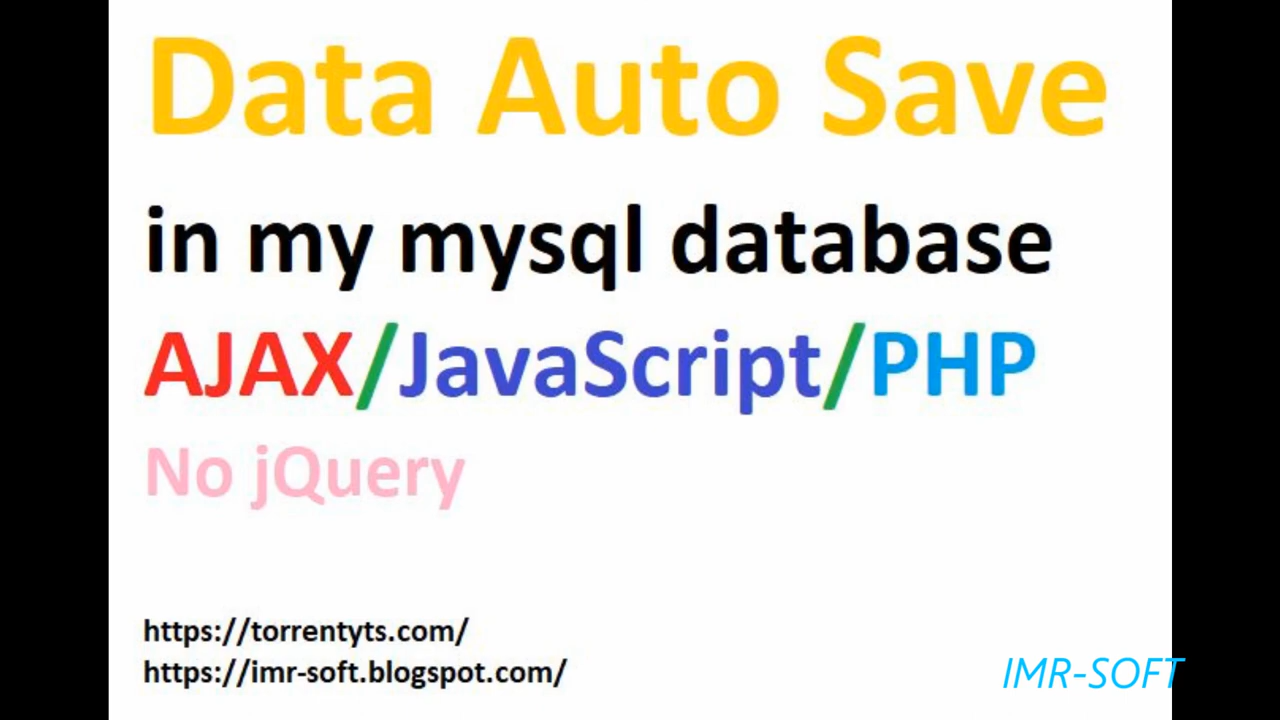 Data Auto Save
in my mysql database
AJAX/JavaScript/PHP
No jQuery
https://torrentyts.com/
https://imr-soft.blogspot.com/
IMR-SOFT